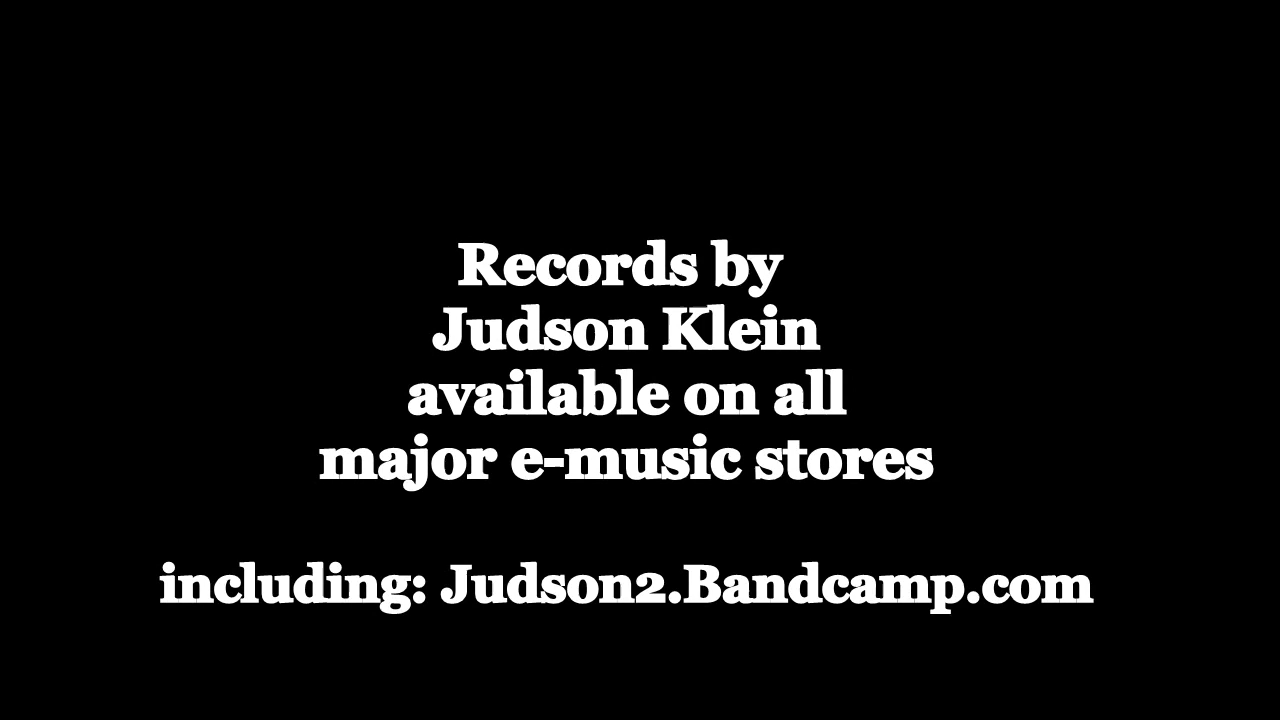 Records by
Judson Klein
available on all
major e-music stores
including: Judson2.Bandcamp.com